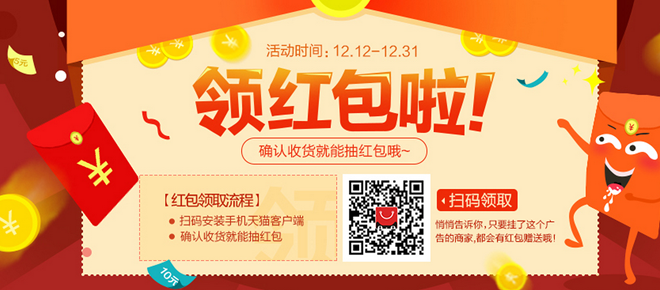 活动时间：12.12-12.31
领红包啦!
确认收货就能抽红包哦~
【红包领取流程】
扫码安装手机天猫客户端
确认收货就能抽红包
扫码领取
悄悄告诉你,只要挂了这个广
告的商家,都会有红包赠送哦!
5元
¥
¥
10元
领